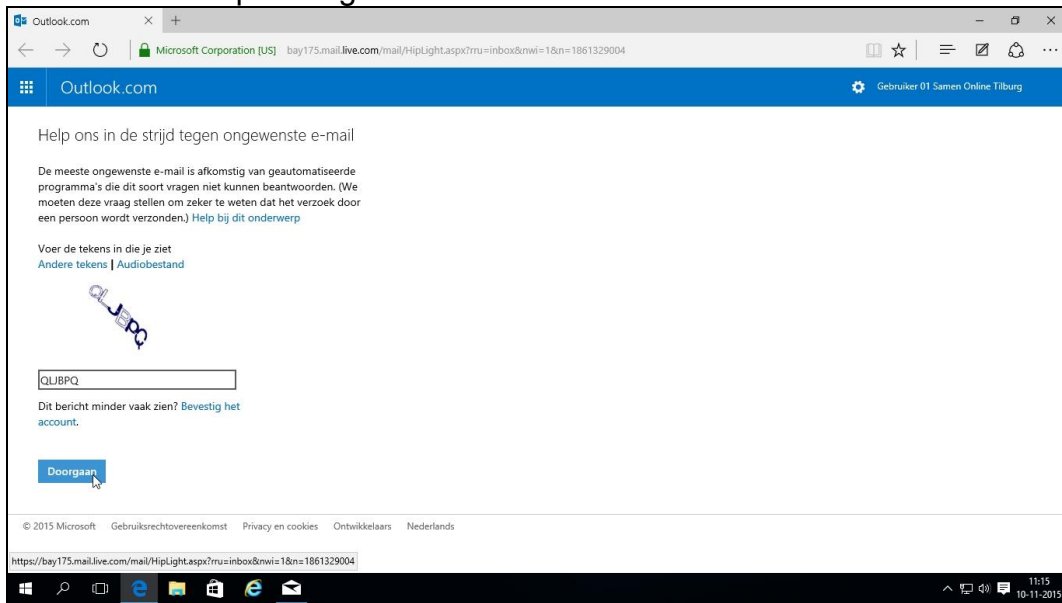 Outlook.com
Microsoft Corporation [US] bay175.mail.live.com/mail/HipLight.aspx?rru=inbox&nwi=1&n=1861329004
Outlook.com
Gebruiker 01 Samen Online Tilburg
Help ons in de strijd tegen ongewenste e-mail
De meeste ongewenste e-mail is afkomstig van geautomatiseerde
programma's die dit soort vragen niet kunnen beantwoorden. (We
moeten deze vraag stellen om zeker te weten dat het verzoek door
een persoon wordt verzonden.) Help bij dit onderwerp
Voer de tekens in die je ziet
Andere tekens | Audiobestand
QLJBPQ
QLJBPQ
Dit bericht minder vaak zien? Bevestig het
account.
Doorgaan
© 2015 Microsoft Gebruiksrechtovereenkomst Privacy en cookies Ontwikkelaars Nederlands
https://bay175.mail.live.com/mail/HipLight.aspx?rru=inbox&nwi=1&n=1861329004
11:15
10-11-2015